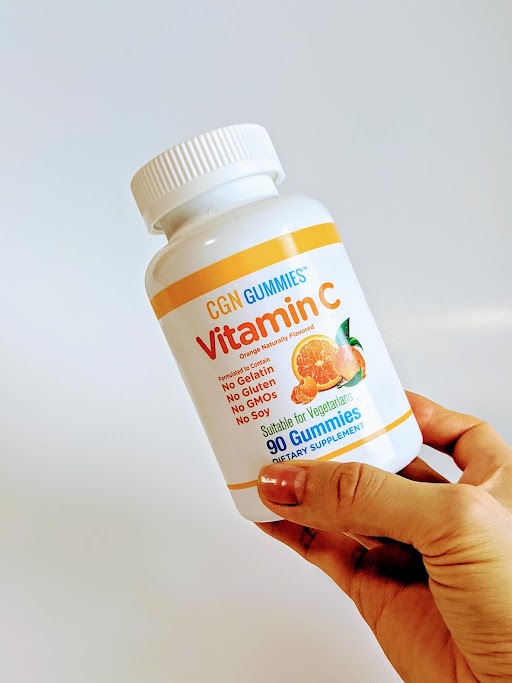 CGN GUMMIES™
Vitamin C
Orange Naturally Flavored
Formulated to Contain
No Gelatin
No Gluten
No GMOs
No Soy
Suitable for Vegetarians
90 Gummies
DIETARY SUPPLEMENT